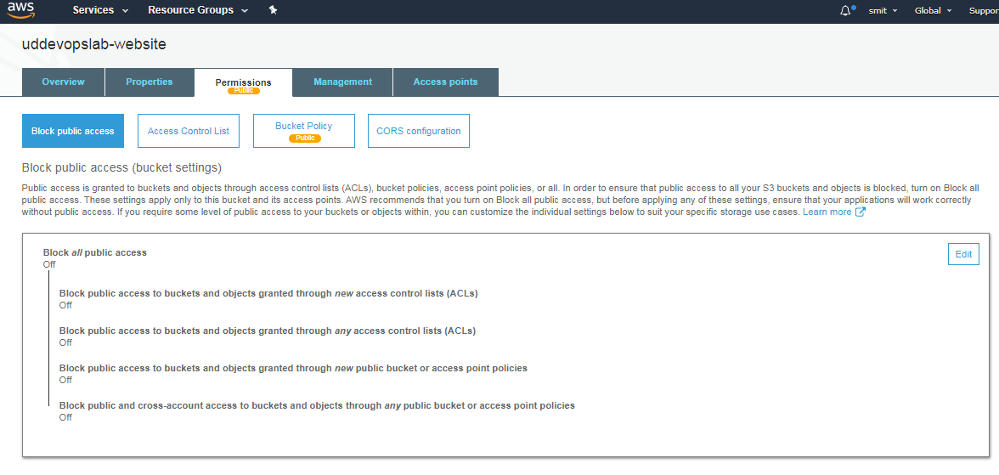 aws
Services
Resource Groups
smit
Global
Suppor
uddevopslab-website
Overview
Properties
Permissions
Public
Management
Access points
Block public access
Access Control List
Bucket Policy
Public
CORS configuration
Block public access (bucket settings)
Public access is granted to buckets and objects through access control lists (ACLs), bucket policies, access point policies, or all. In order to ensure that public access to all your S3 buckets and objects is blocked, turn on Block all
public access. These settings apply only to this bucket and its access points. AWS recommends that you turn on Block all public access, but before applying any of these settings, ensure that your applications will work correctly
without public access. If you require some level of public access to your buckets or objects within, you can customize the individual settings below to suit your specific storage use cases. Learn more
Block all public access
Edit
Off
Block public access to buckets and objects granted through new access control lists (ACLs)
Off
Block public access to buckets and objects granted through any access control lists (ACLs)
Off
Block public access to buckets and objects granted through new public bucket or access point policies
Off
Block public and cross-account access to buckets and objects through any public bucket or access point policies
Off